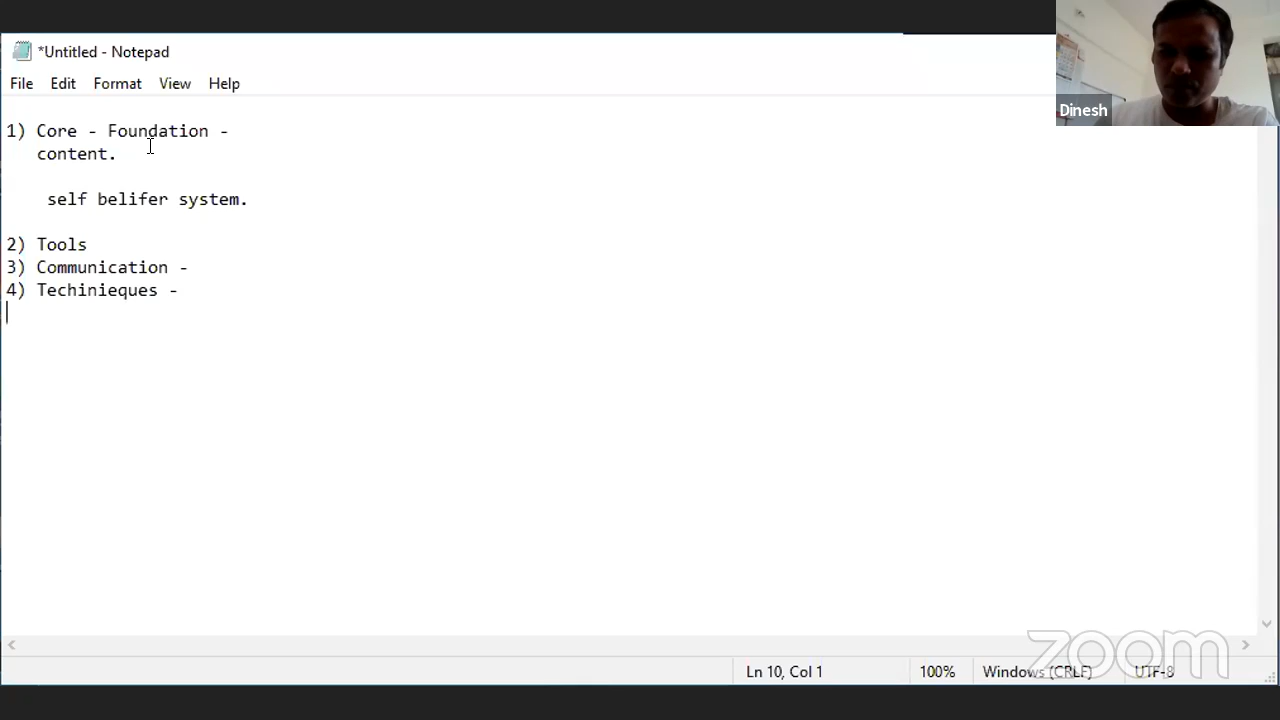 *Untitled - Notepad
File Edit Format View Help
Dinesh
1) Core - Foundation -
content.
self belifer system.
2) Tools
3) Communication -
4) Techinieques -
Ln 10, Col 1 100% Windows (CRLF) UTF-8
zoom